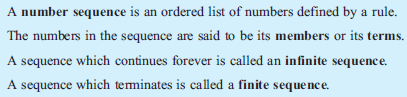 A number sequence is an ordered list of numbers defined by a rule.
The numbers in the sequence are said to be its members or its terms.
A sequence which continues forever is called an infinite sequence.
A sequence which terminates is called a finite sequence.